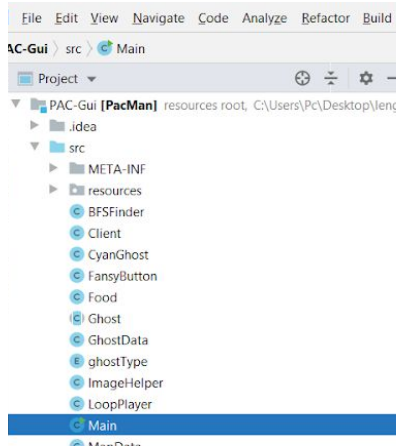 File Edit View Navigate Code Analyze Refactor Build
AC-Gui src Main
Project
PAC-Gui [PacMan] resources root, C:\Users\Pc\Desktop\leng
.idea
src
META-INF
resources
BFSFinder
Client
CyanGhost
FansyButton
Food
Ghost
GhostData
ghostType
ImageHelper
LoopPlayer
Main
MapData